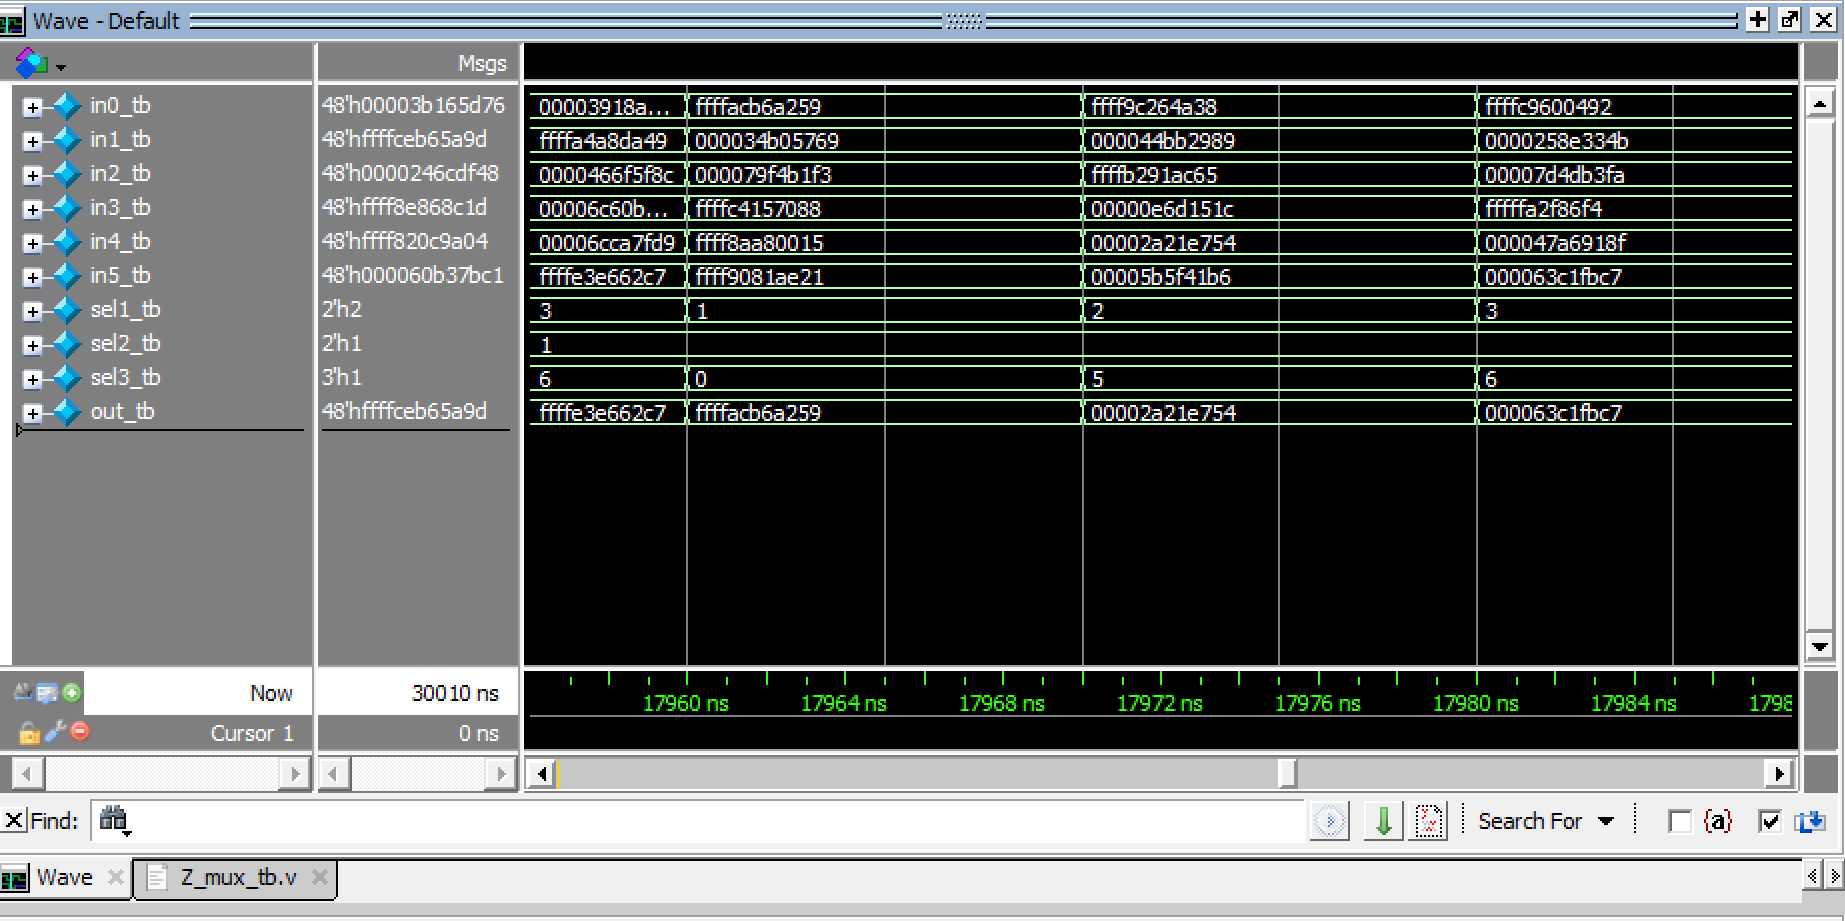 Wave - Default
Msgs
in0_tb 48'h00003b165d76 00003918a... ffffacb6a259 ffff9c264a38 ffffc9600492
in1_tb 48'hffffceb65a9d ffffa4a8da49 000034b05769 000044bb2989 0000258e334b
in2_tb 48'h0000246cdf48 0000466f5f8c 000079f4b1f3 ffffb291ac65 00007d4db3fa
in3_tb 48'hffff8e868c1d 00006c60b... ffffc4157088 00000e6d151c fffffa2f86f4
in4_tb 48'hffff820c9a04 00006cca7fd9 ffff8aa80015 00002a21e754 000047a6918f
in5_tb 48'h000060b37bc1 ffffe3e662c7 ffff9081ae21 00005b5f41b6 000063c1fbc7
sel1_tb 2'h2 3 1 2 3
sel2_tb 2'h1 1
sel3_tb 3'h1 6 0 5 6
out_tb 48'hffffceb65a9d ffffe3e662c7 ffffacb6a259 00002a21e754 000063c1fbc7
Now 30010 ns 17960 ns 17964 ns 17968 ns 17972 ns 17976 ns 17980 ns 17984 ns 1798
Cursor 1 0 ns
Find: Search For {a}
Wave Z_mux_tb.v